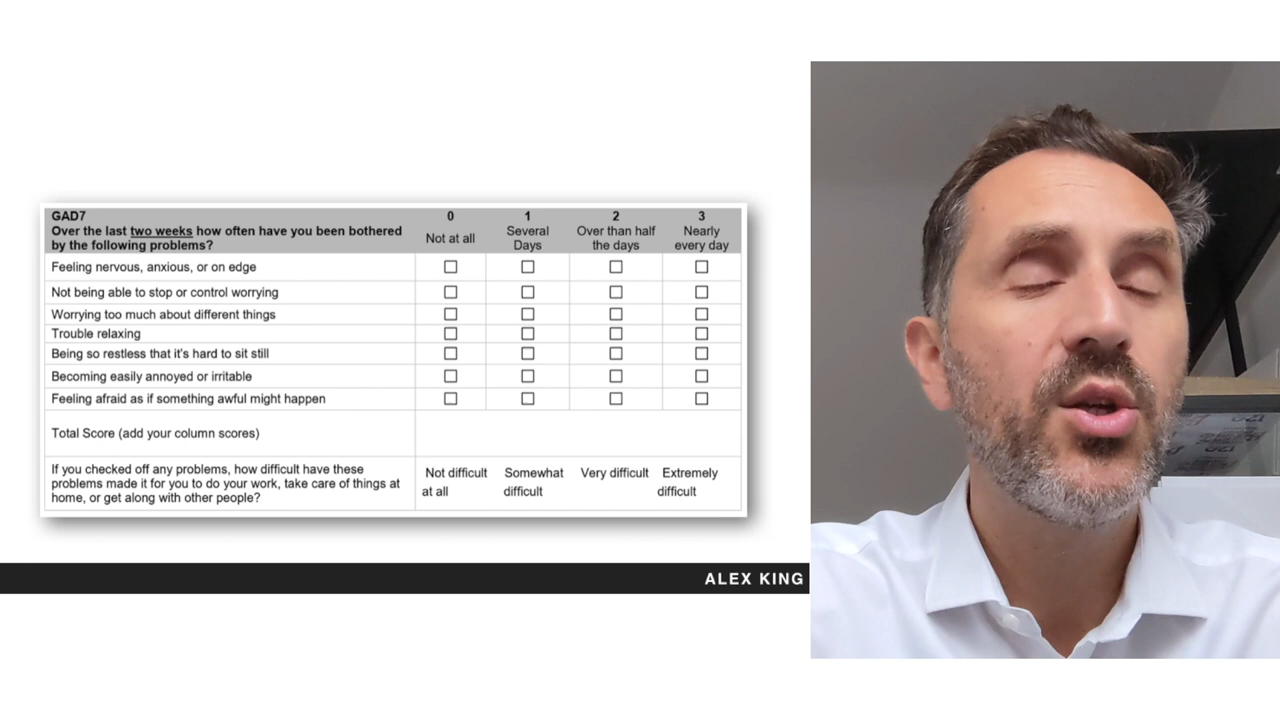 GAD7
Over the last two weeks how often have you been bothered
by the following problems?
0
Not at all
1
Several
Days
2
Over than half
the days
3
Nearly
every day
Feeling nervous, anxious, or on edge
Not being able to stop or control worrying
Worrying too much about different things
Trouble relaxing
Being so restless that it's hard to sit still
Becoming easily annoyed or irritable
Feeling afraid as if something awful might happen
Total Score (add your column scores)
If you checked off any problems, how difficult have these
problems made it for you to do your work, take care of things at
home, or get along with other people?
Not difficult
at all
Somewhat
difficult
Very difficult
Extremely
difficult
ALEX KING